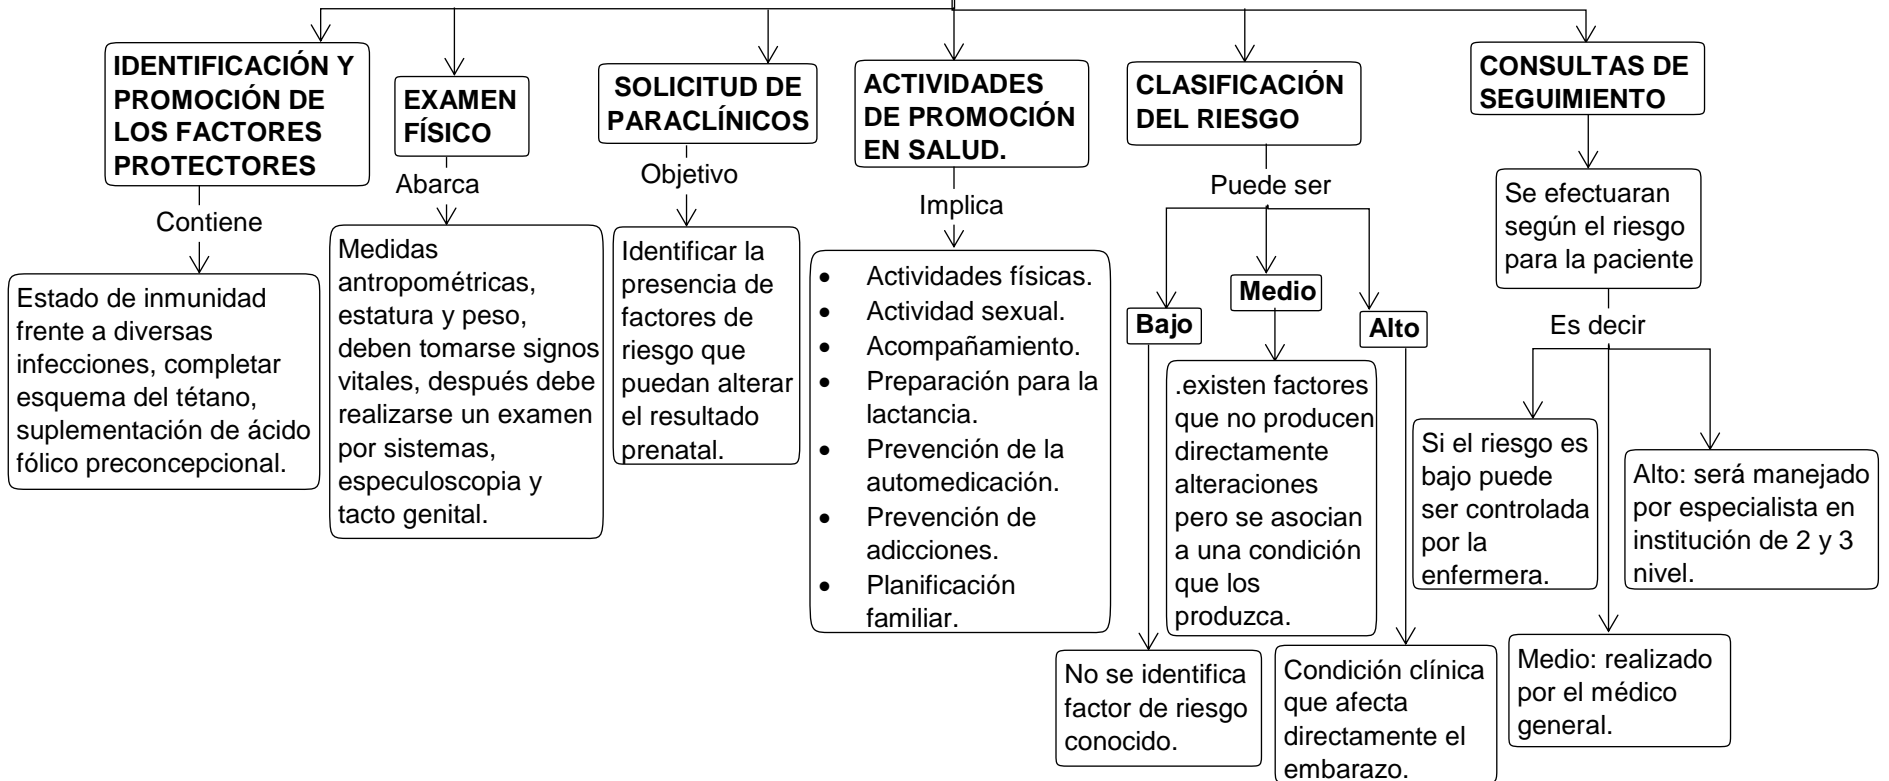 IDENTIFICACIÓN Y
PROMOCIÓN DE
LOS FACTORES
PROTECTORES
Contiene
Estado de inmunidad
frente a diversas
infecciones, completar
esquema del tétano,
suplementación de ácido
fólico preconcepcional.
EXAMEN
FÍSICO
Abarca
Medidas
antropométricas,
estatura y peso,
deben tomarse signos
vitales, después debe
realizarse un examen
por sistemas,
especuloscopia y
tacto genital.
SOLICITUD DE
PARACLÍNICOS
Objetivo
Identificar la
presencia de
factores de
riesgo que
puedan alterar
el resultado
prenatal.
ACTIVIDADES
DE PROMOCIÓN
EN SALUD.
Implica
• Actividades físicas.
• Actividad sexual.
• Acompañamiento.
• Preparación para la
lactancia.
• Prevención de la
automedicación.
• Prevención de
adicciones.
• Planificación
familiar.
CLASIFICACIÓN
DEL RIESGO
Puede ser
Bajo
No se identifica
factor de riesgo
conocido.
Medio
.existen factores
que no producen
directamente
alteraciones
pero se asocian
a una condición
que los
produzca.
Alto
Condición clínica
que afecta
directamente el
embarazo.
CONSULTAS DE
SEGUIMIENTO
Se efectuaran
según el riesgo
para la paciente
Es decir
Si el riesgo es
bajo puede
ser controlada
por la
enfermera.
Medio: realizado
por el médico
general.
Alto: será manejado
por especialista en
institución de 2 y 3
nivel.